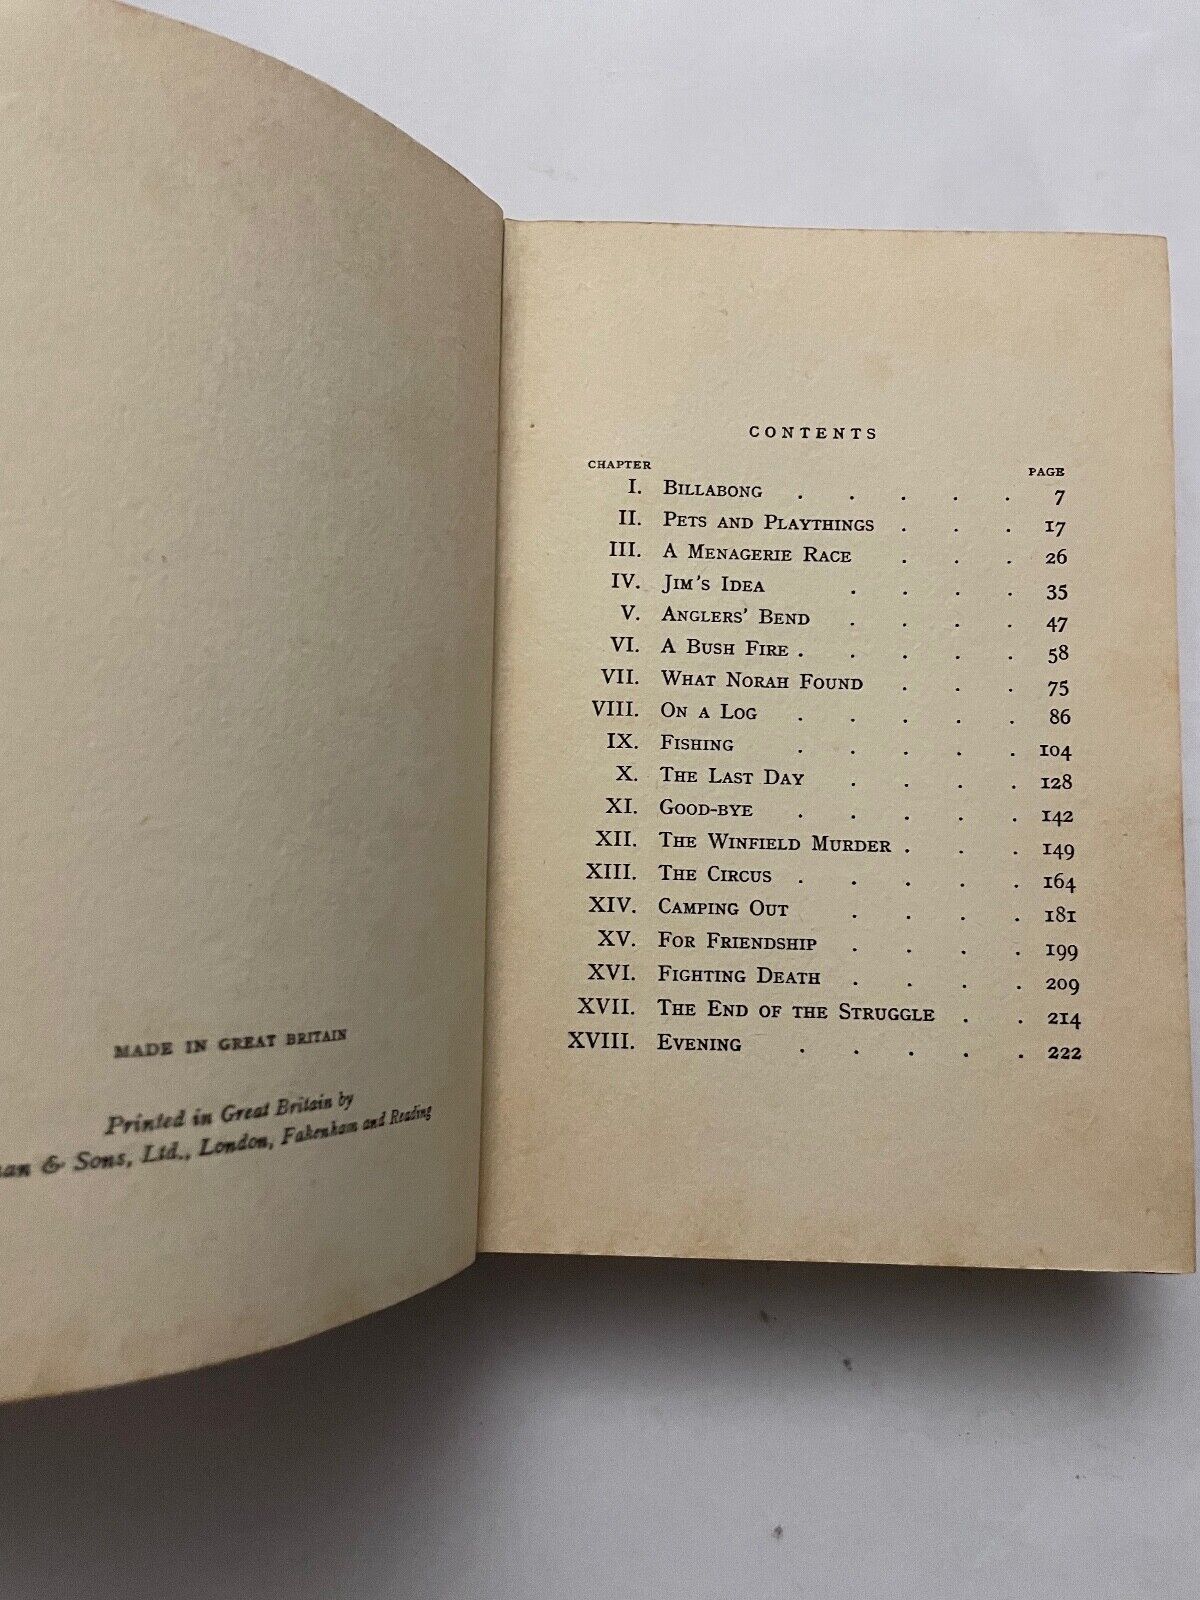 MADE IN GREAT BRITAIN
Printed in Great Britain by
& Sons, Ltd., London, Fakenham and Reading
CONTENTS
CHAPTER PAGE
I. BILLABONG . . . . . 7
II. PETS AND PLAYTHINGS . . . 17
III. A MENAGERIE RACE . . . 26
IV. JIM'S IDEA . . . . 35
V. ANGLERS' BEND . . . . 47
VI. A BUSH FIRE . . . . . 58
VII. WHAT NORAH FOUND . . . 75
VIII. ON A LOG . . . . . 86
IX. FISHING . . . . . 104
X. THE LAST DAY . . . . 128
XI. GOOD-BYE . . . . . 142
XII. THE WINFIELD MURDER . . . 149
XIII. THE CIRCUS . . . . . 164
XIV. CAMPING OUT . . . . 181
XV. FOR FRIENDSHIP . . . . 199
XVI. FIGHTING DEATH . . . . 209
XVII. THE END OF THE STRUGGLE . . 214
XVIII. EVENING . . . . . 222